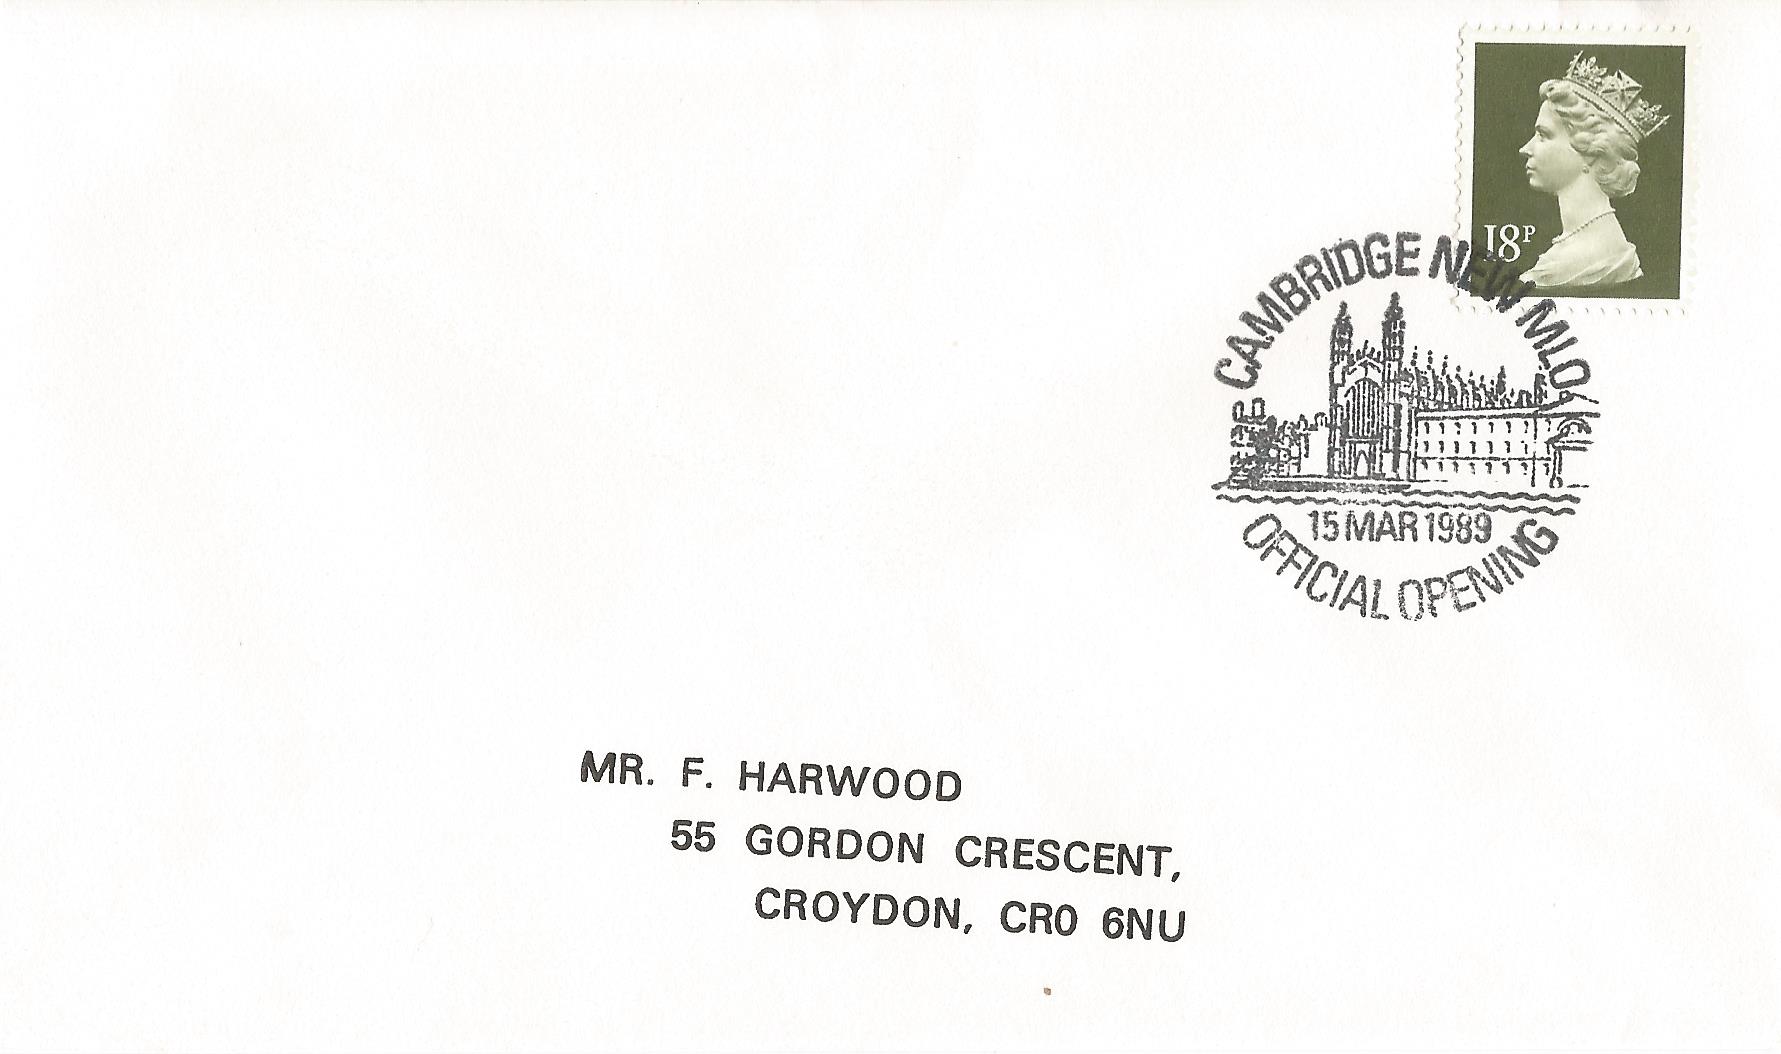 18P
CAMBRIDGE NEW MLO
15 MAR 1989
OFFICIAL OPENING
MR. F. HARWOOD
55 GORDON CRESCENT,
CROYDON, CR0 6NU